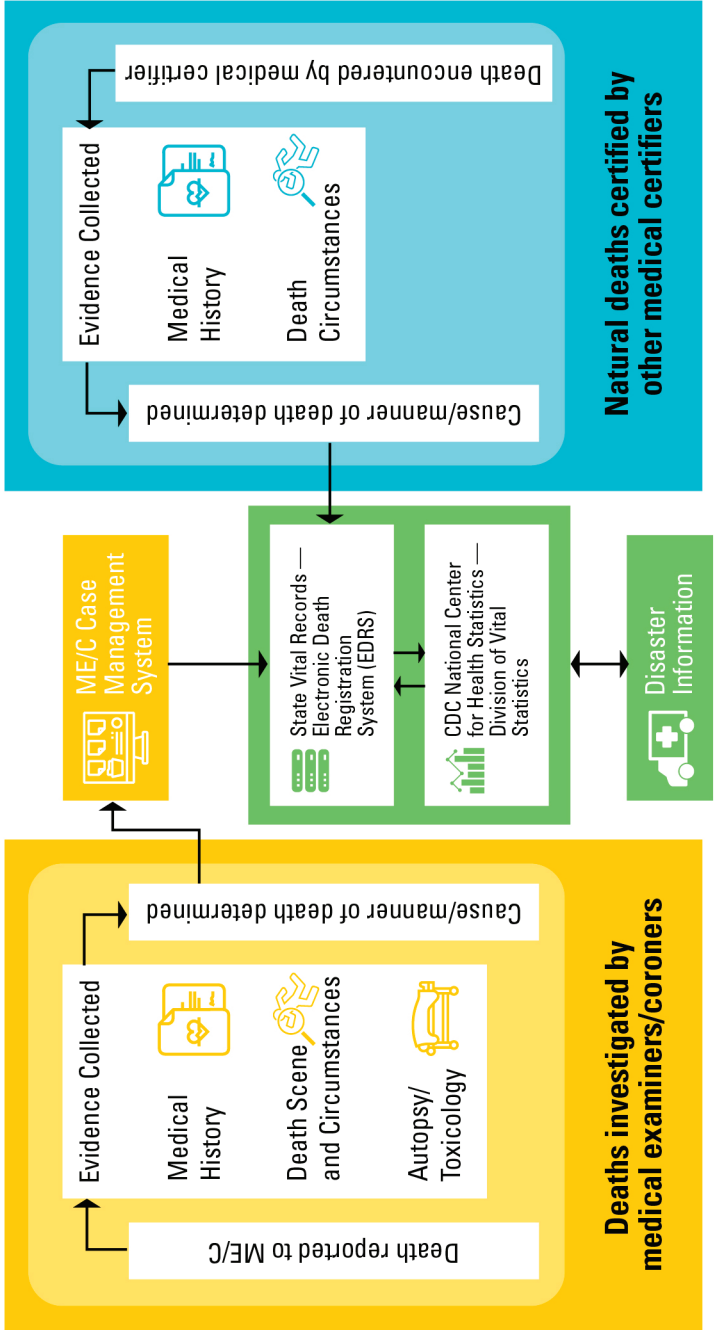 Death reported to ME/C
Evidence Collected
Medical
History
Death Scene
and Circumstances
Autopsy/
Toxicology
Cause/manner of death determined
Deaths investigated by
medical examiners/coroners
ME/C Case
Management
System
State Vital Records —
Electronic Death
Registration
System (EDRS)
CDC National Center
for Health Statistics —
Division of Vital
Statistics
Disaster
Information
Cause/manner of death determined
Evidence Collected
Medical
History
Death
Circumstances
Death encountered by medical certifier
Natural deaths certified by
other medical certifiers